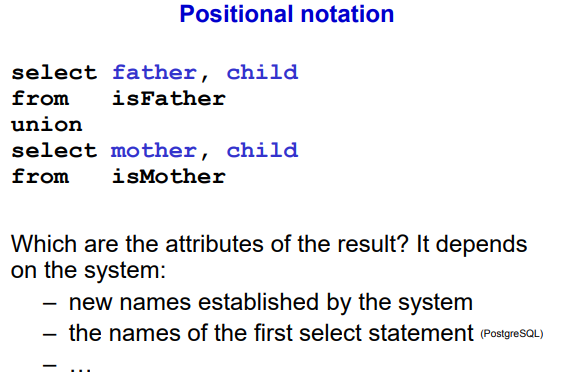 Positional notation
select father, child
from isFather
union
select mother, child
from isMother
Which are the attributes of the result? It depends
on the system:
– new names established by the system
– the names of the first select statement (PostgreSQL)
– …